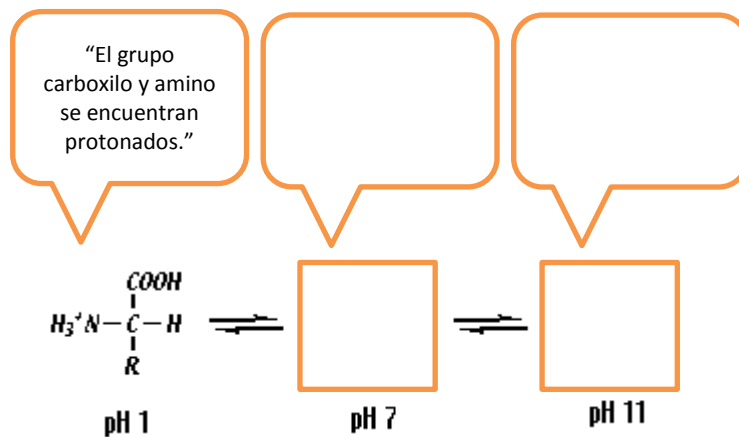 “El grupo
carboxilo y amino
se encuentran
protonados.”
COOH
H₃⁺N–C–H
R
pH 1
pH 7
pH 11